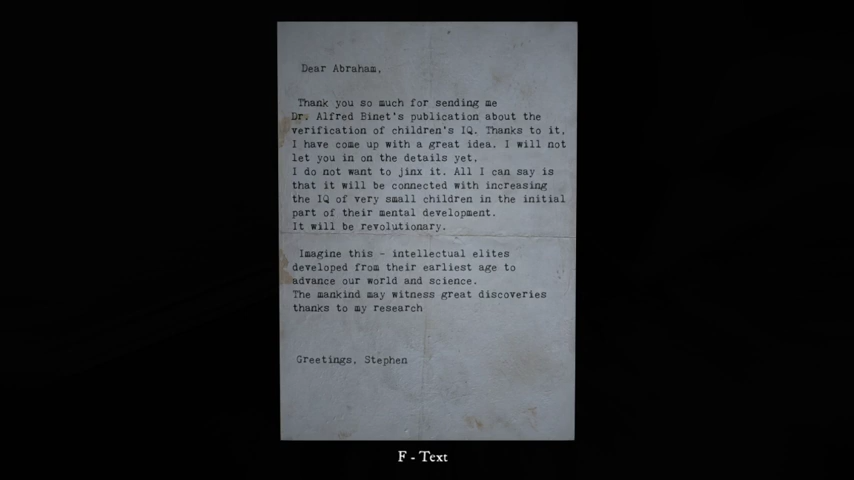 Dear Abraham,
Thank you so much for sending me
Dr. Alfred Binet's publication about the
verification of children's IQ. Thanks to it,
I have come up with a great idea. I will not
let you in on the details yet.
I do not want to jinx it. All I can say is
that it will be connected with increasing
the IQ of very small children in the initial
part of their mental development.
It will be revolutionary.
Imagine this - intellectual elites
developed from their earliest age to
advance our world and science.
The mankind may witness great discoveries
thanks to my research
Greetings, Stephen
F - Text